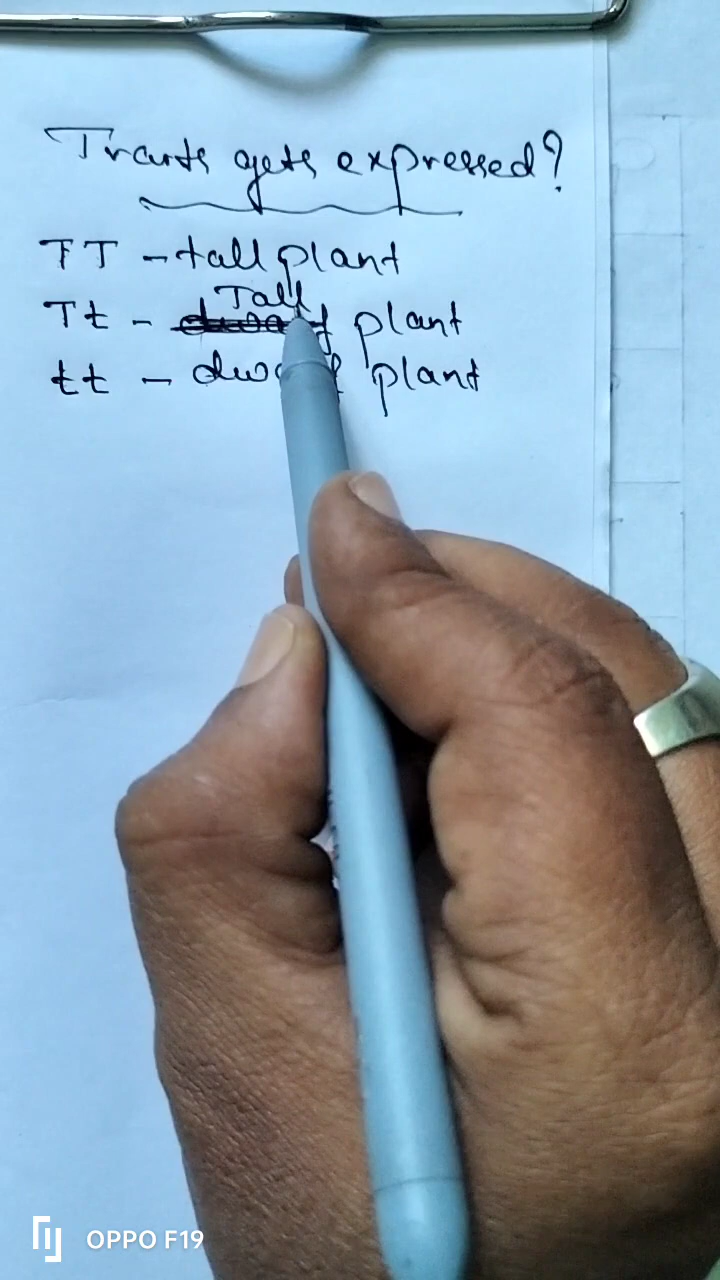 Traits gets expressed?
TT - tall plant
Tall
Tt - plant
tt - plant
OPPO F19